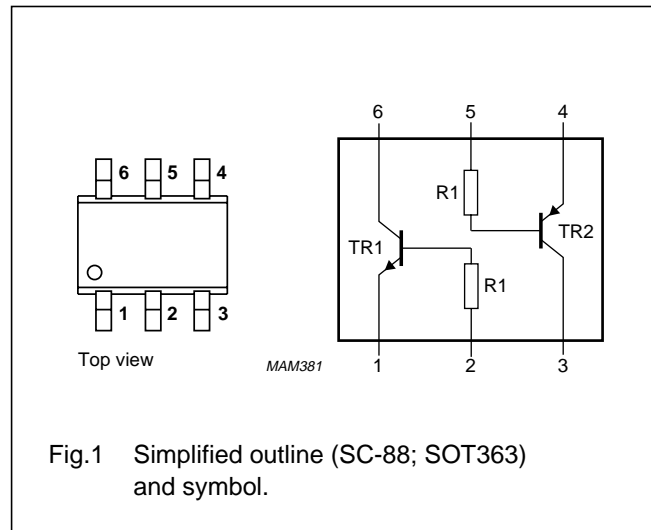 6 5 4
1 2 3
Top view
6 5 4
R1
TR1
TR2
R1
MAM381
1 2 3
Fig.1 Simplified outline (SC-88; SOT363)
and symbol.